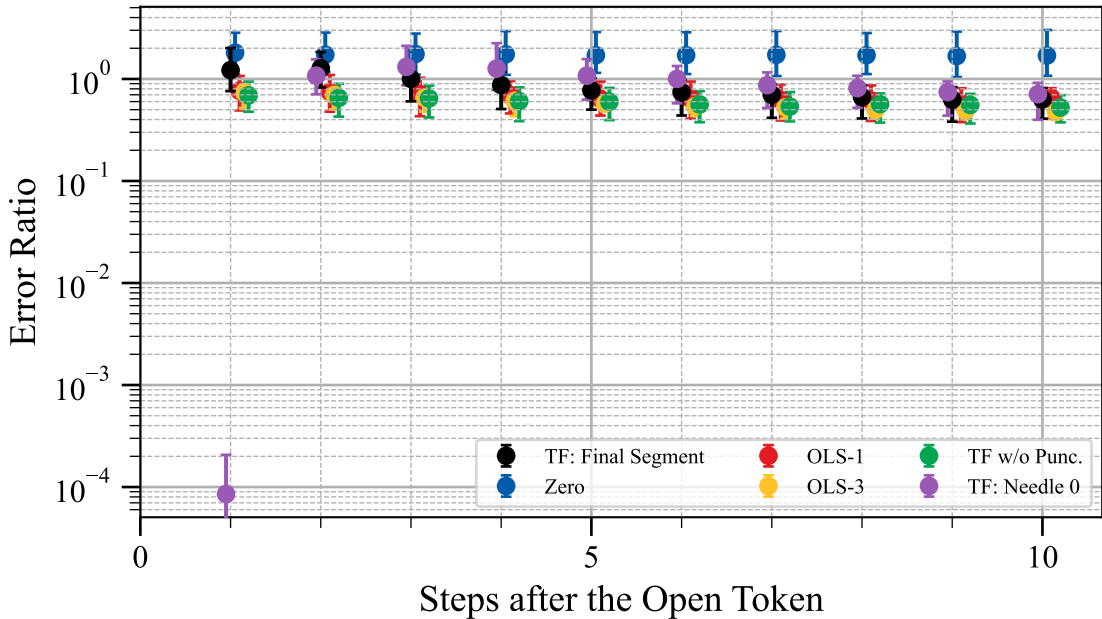 Error Ratio
10^0
10^−1
10^−2
10^−3
10^−4
TF: Final Segment
Zero
OLS-1
OLS-3
TF w/o Punc.
TF: Needle 0
0
5
10
Steps after the Open Token